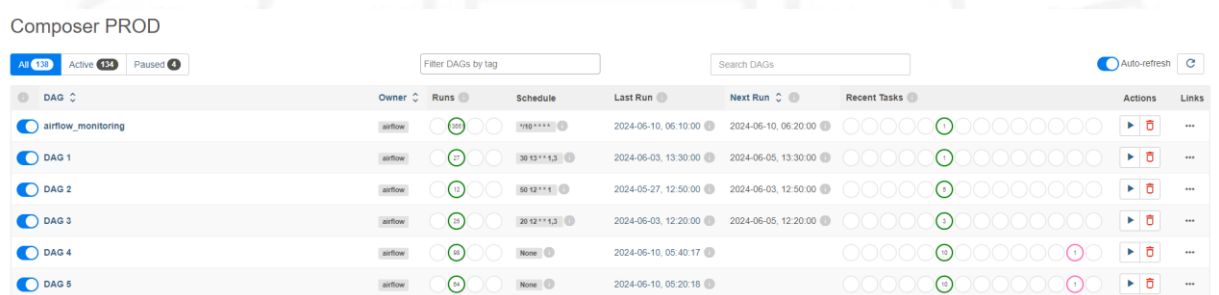 Composer PROD
All 138 Active 134 Paused 4 Filter DAGs by tag Search DAGs Auto-refresh
DAG Owner Runs Schedule Last Run Next Run Recent Tasks Actions Links
airflow_monitoring airflow */10 * * * * 2024-06-10, 06:10:00 2024-06-10, 06:20:00 1
DAG 1 airflow 27 30 13 * * 1,3 2024-06-03, 13:30:00 2024-06-05, 13:30:00 1
DAG 2 airflow 12 50 12 * * 1 2024-05-27, 12:50:00 2024-06-03, 12:50:00
DAG 3 airflow 25 20 12 * * 1,3 2024-06-03, 12:20:00 2024-06-05, 12:20:00 3
DAG 4 airflow 98 None 2024-06-10, 05:40:17 10 1
DAG 5 airflow 64 None 2024-06-10, 05:20:18 10 1